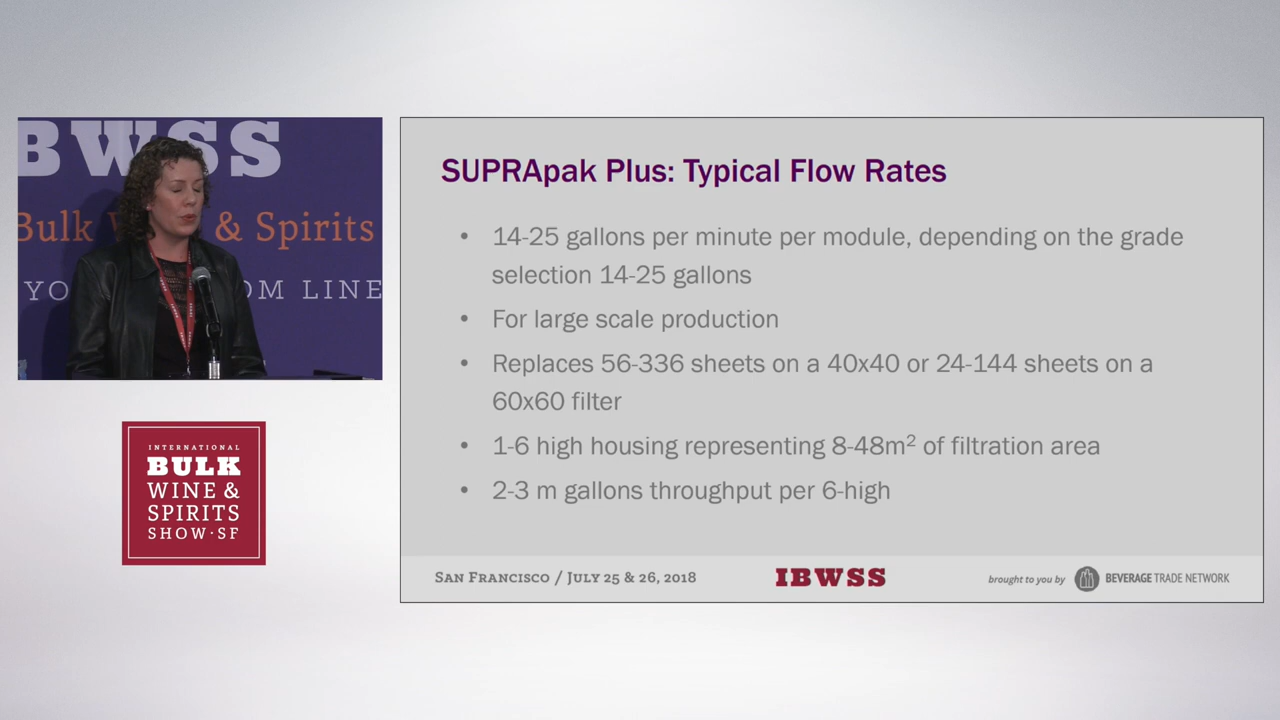 BWSS
Bulk W & Spirits
YO OM LINE
INTERNATIONAL
BULK
WINE &
SPIRITS
SHOW·SF
SUPRApak Plus: Typical Flow Rates
• 14-25 gallons per minute per module, depending on the grade
selection 14-25 gallons
• For large scale production
• Replaces 56-336 sheets on a 40x40 or 24-144 sheets on a
60x60 filter
• 1-6 high housing representing 8-48m² of filtration area
• 2-3 m gallons throughput per 6-high
SAN FRANCISCO / JULY 25 & 26, 2018
IBWSS
brought to you by BEVERAGE TRADE NETWORK